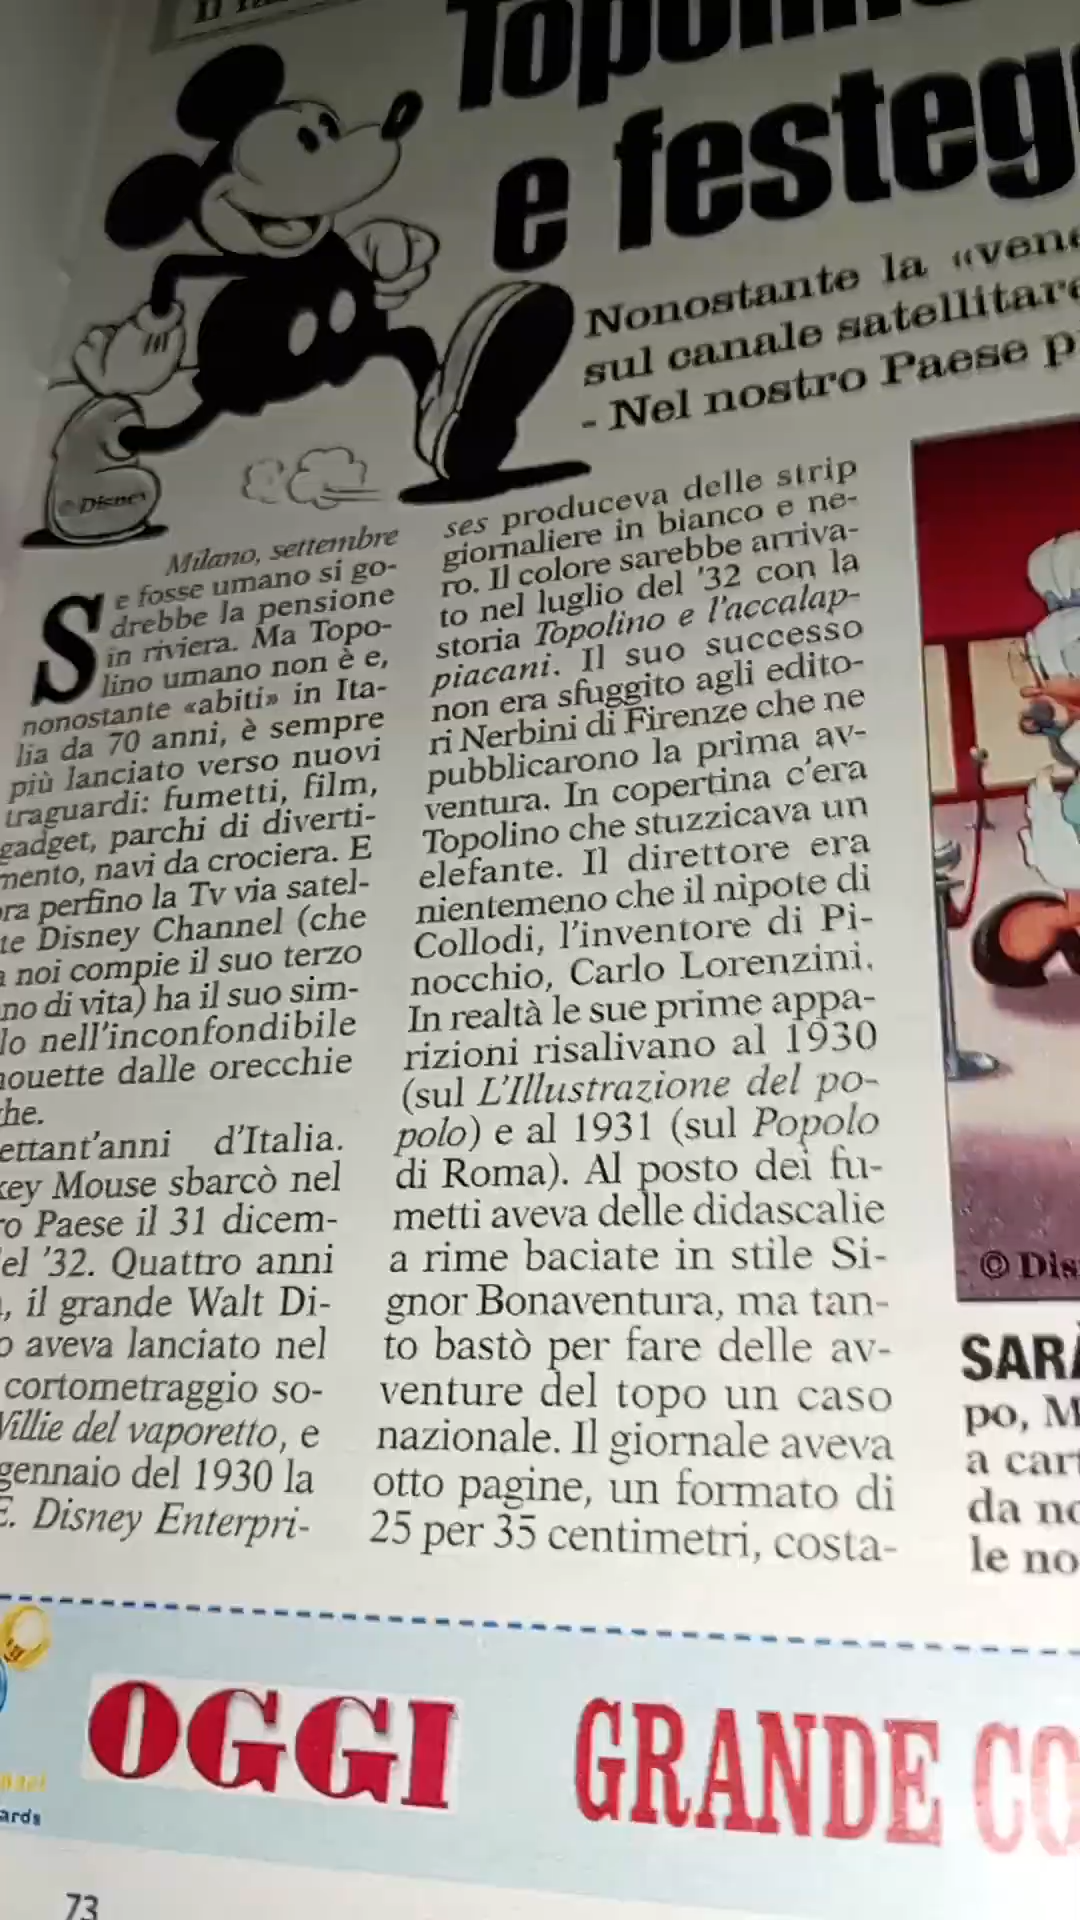 Il
e festeg
Nonostante la «vene
sul canale satellitare
- Nel nostro Paese p
© Disney
Milano, settembre
Se fosse umano si go-
drebbe la pensione
in riviera. Ma Topo-
lino umano non è e,
nonostante «abiti» in Ita-
lia da 70 anni, è sempre
più lanciato verso nuovi
traguardi: fumetti, film,
gadget, parchi di diverti-
mento, navi da crociera. E
ora perfino la Tv via satel-
te Disney Channel (che
a noi compie il suo terzo
no di vita) ha il suo sim-
lo nell'inconfondibile
houette dalle orecchie
he.
ettant'anni d'Italia.
key Mouse sbarcò nel
ro Paese il 31 dicem-
el '32. Quattro anni
, il grande Walt Di-
o aveva lanciato nel
cortometraggio so-
Willie del vaporetto, e
gennaio del 1930 la
E. Disney Enterpri-
ses produceva delle strip
giornaliere in bianco e ne-
ro. Il colore sarebbe arriva-
to nel luglio del '32 con la
storia Topolino e l'accalap-
piacani. Il suo successo
non era sfuggito agli edito-
ri Nerbini di Firenze che ne
pubblicarono la prima av-
ventura. In copertina c'era
Topolino che stuzzicava un
elefante. Il direttore era
nientemeno che il nipote di
Collodi, l'inventore di Pi-
nocchio, Carlo Lorenzini.
In realtà le sue prime appa-
rizioni risalivano al 1930
(sul L'Illustrazione del po-
polo) e al 1931 (sul Popolo
di Roma). Al posto dei fu-
metti aveva delle didascalie
a rime baciate in stile Si-
gnor Bonaventura, ma tan-
to bastò per fare delle av-
venture del topo un caso
nazionale. Il giornale aveva
otto pagine, un formato di
25 per 35 centimetri, costa-
© Dis
SARÀ
po, M
a cart
da no
le no
OGGI GRANDE CO
ards
73